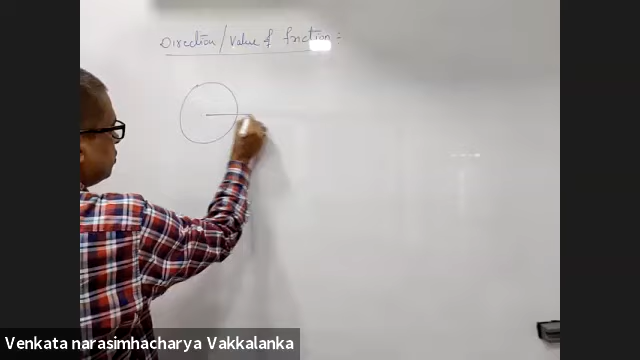 Direction / Value of friction :
Venkata narasimhacharya Vakkalanka